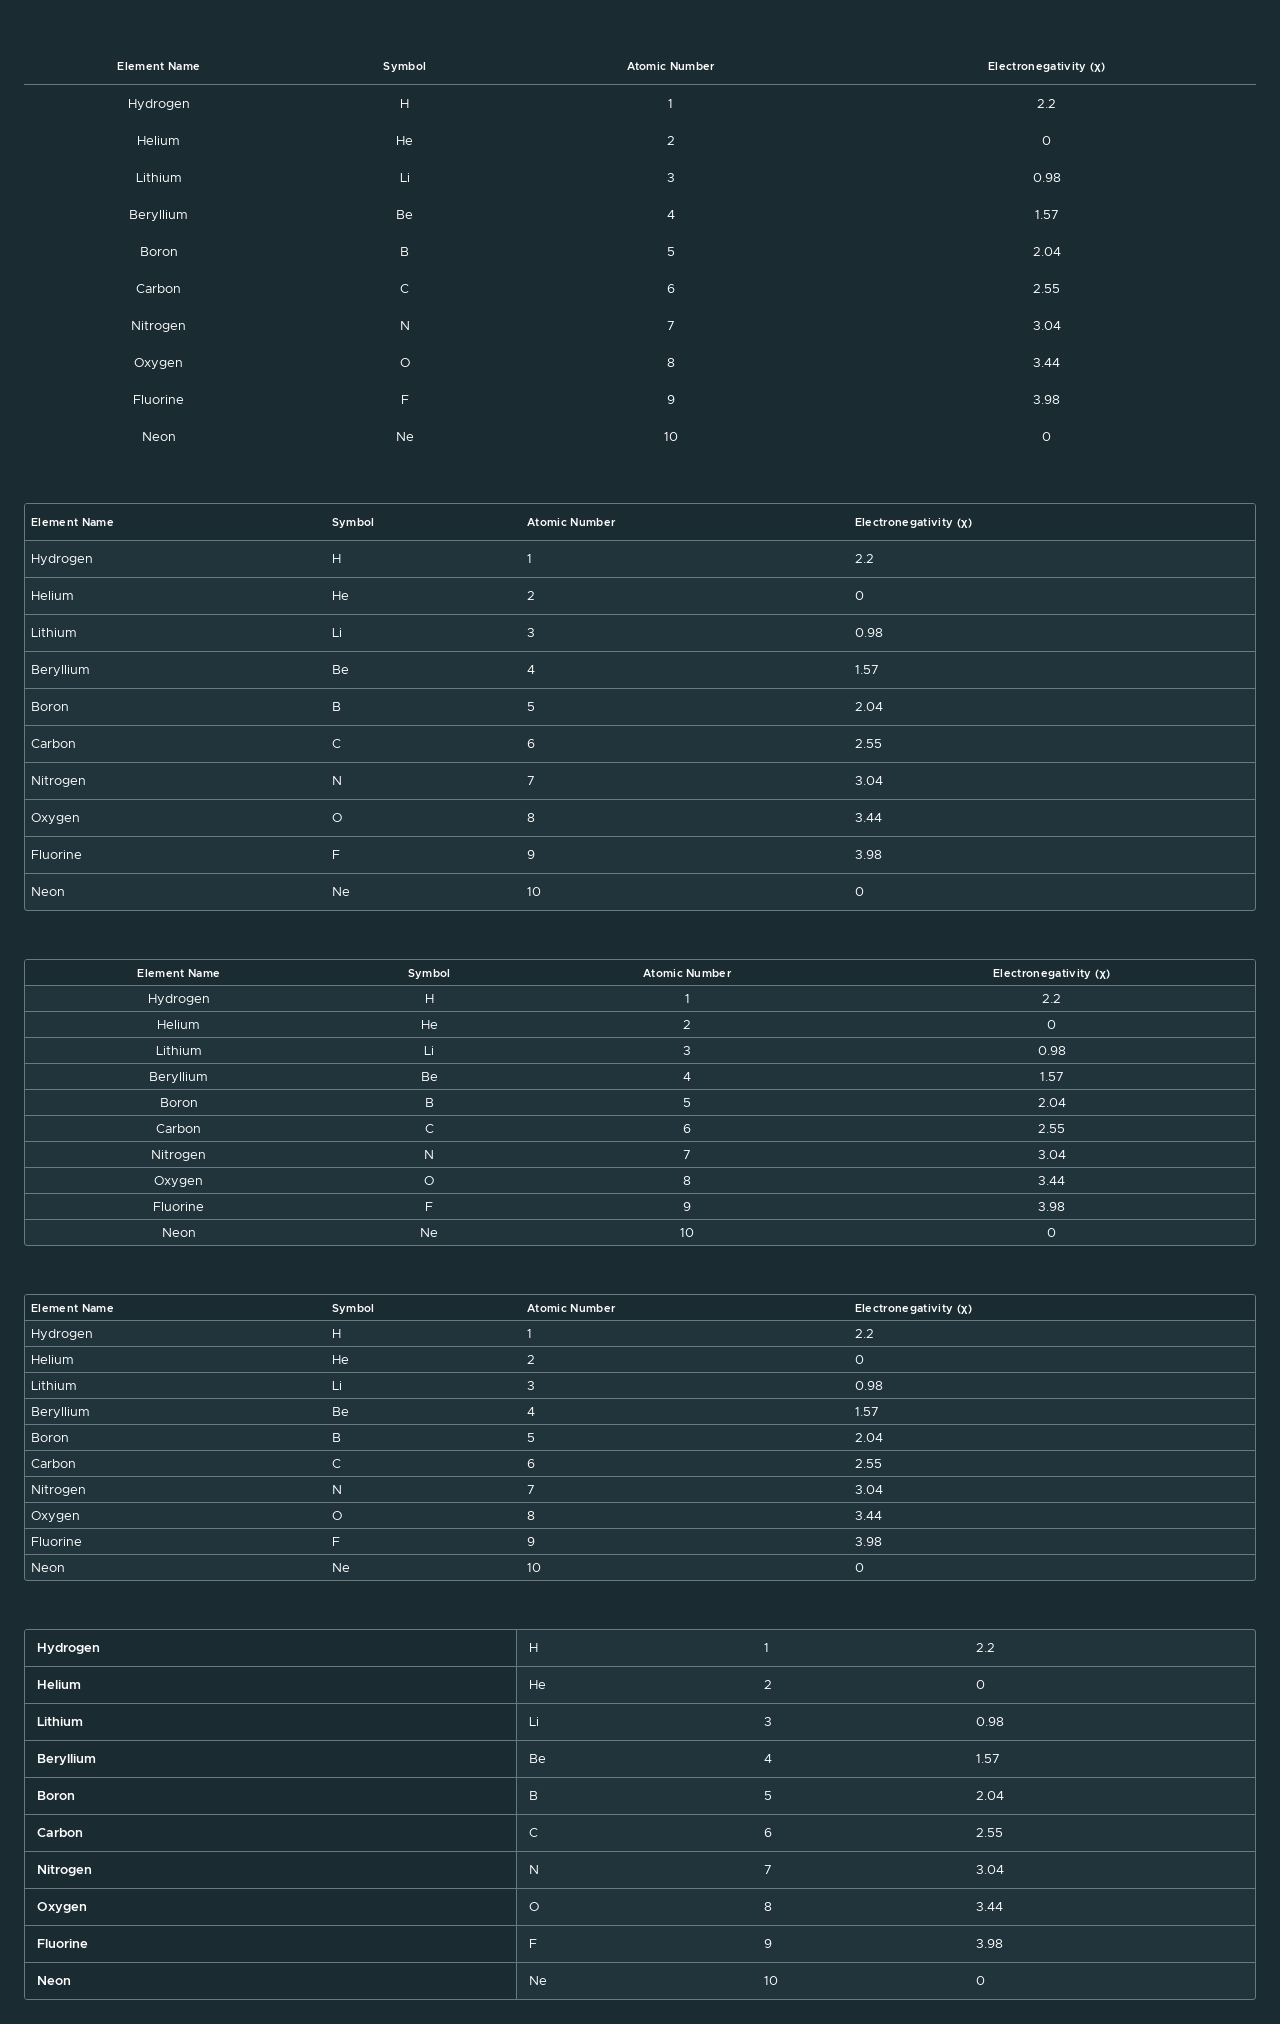 Element Name Symbol Atomic Number Electronegativity (χ)
Hydrogen H 1 2.2
Helium He 2 0
Lithium Li 3 0.98
Beryllium Be 4 1.57
Boron B 5 2.04
Carbon C 6 2.55
Nitrogen N 7 3.04
Oxygen O 8 3.44
Fluorine F 9 3.98
Neon Ne 10 0
Element Name Symbol Atomic Number Electronegativity (χ)
Hydrogen H 1 2.2
Helium He 2 0
Lithium Li 3 0.98
Beryllium Be 4 1.57
Boron B 5 2.04
Carbon C 6 2.55
Nitrogen N 7 3.04
Oxygen O 8 3.44
Fluorine F 9 3.98
Neon Ne 10 0
Element Name Symbol Atomic Number Electronegativity (χ)
Hydrogen H 1 2.2
Helium He 2 0
Lithium Li 3 0.98
Beryllium Be 4 1.57
Boron B 5 2.04
Carbon C 6 2.55
Nitrogen N 7 3.04
Oxygen O 8 3.44
Fluorine F 9 3.98
Neon Ne 10 0
Element Name Symbol Atomic Number Electronegativity (χ)
Hydrogen H 1 2.2
Helium He 2 0
Lithium Li 3 0.98
Beryllium Be 4 1.57
Boron B 5 2.04
Carbon C 6 2.55
Nitrogen N 7 3.04
Oxygen O 8 3.44
Fluorine F 9 3.98
Neon Ne 10 0
Hydrogen H 1 2.2
Helium He 2 0
Lithium Li 3 0.98
Beryllium Be 4 1.57
Boron B 5 2.04
Carbon C 6 2.55
Nitrogen N 7 3.04
Oxygen O 8 3.44
Fluorine F 9 3.98
Neon Ne 10 0